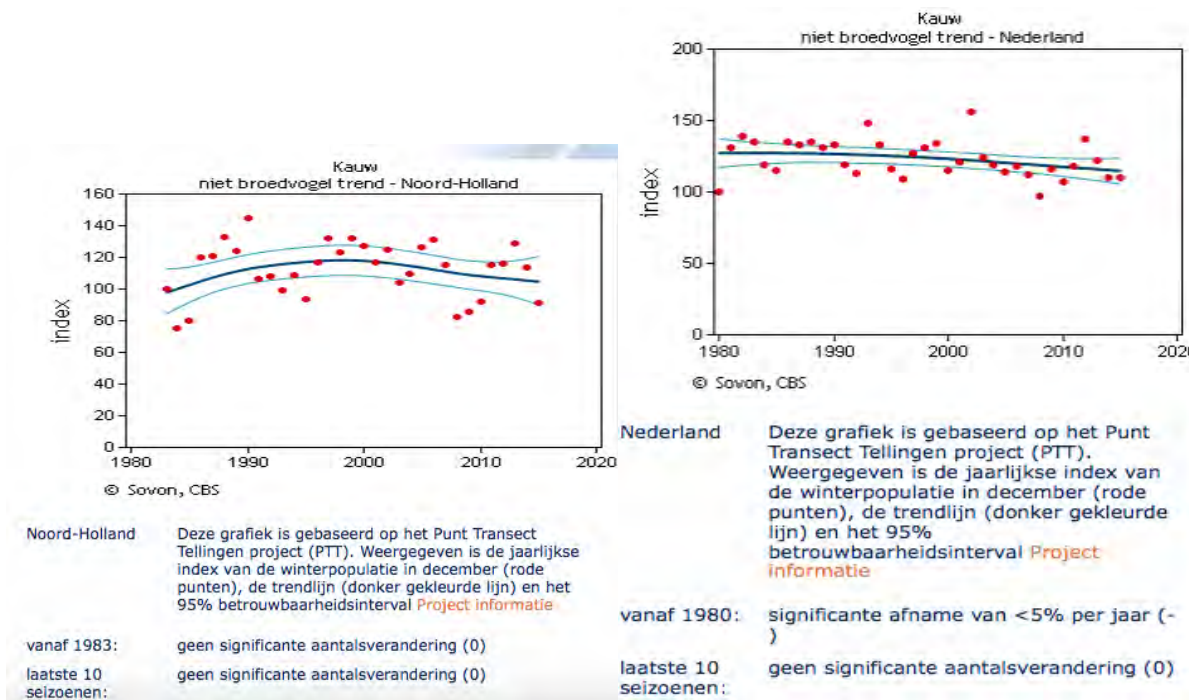 Kauw
niet broedvogel trend - Noord-Holland
160
140
120
100
80
60
40
20
0
index
1980
1990
2000
2010
2020
© Sovon, CBS
Noord-Holland
Deze grafiek is gebaseerd op het Punt Transect
Tellingen project (PTT). Weergegeven is de jaarlijkse
index van de winterpopulatie in december (rode
punten), de trendlijn (donker gekleurde lijn) en het
95% betrouwbaarheidsinterval Project informatie
vanaf 1983:
geen significante aantalsverandering (0)
laatste 10
seizoenen:
geen significante aantalsverandering (0)
Kauw
niet broedvogel trend - Nederland
200
150
100
50
0
index
1980
1990
2000
2010
2020
© Sovon, CBS
Nederland
Deze grafiek is gebaseerd op het Punt
Transect Tellingen project (PTT).
Weergegeven is de jaarlijkse index van
de winterpopulatie in december (rode
punten), de trendlijn (donker gekleurde
lijn) en het 95%
betrouwbaarheidsinterval Project
informatie
vanaf 1980:
significante afname van <5% per jaar (-
)
laatste 10
seizoenen:
geen significante aantalsverandering (0)